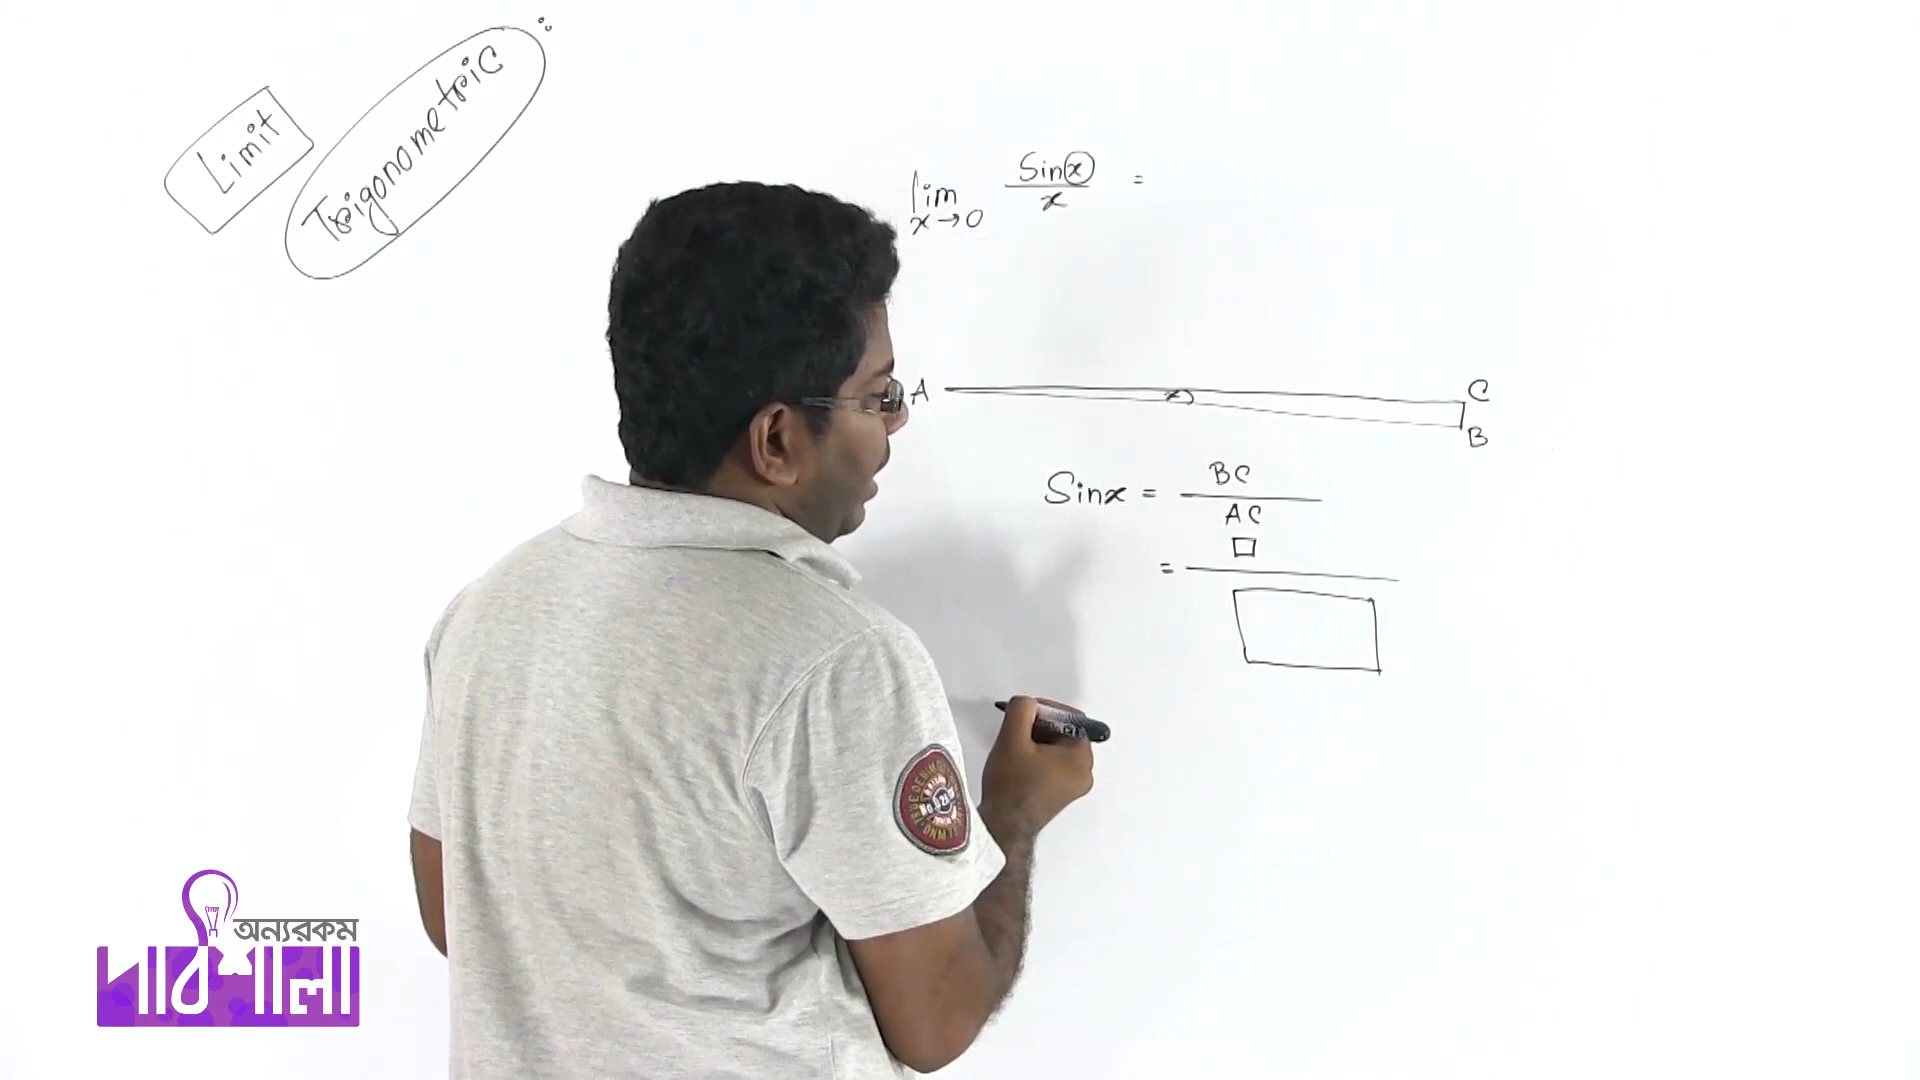 Limit
Trigonometric :
lim x→0 Sin x / x =
A
x
C
B
Sinx = BC / AC
=
অন্যরকম
পাঠশালা